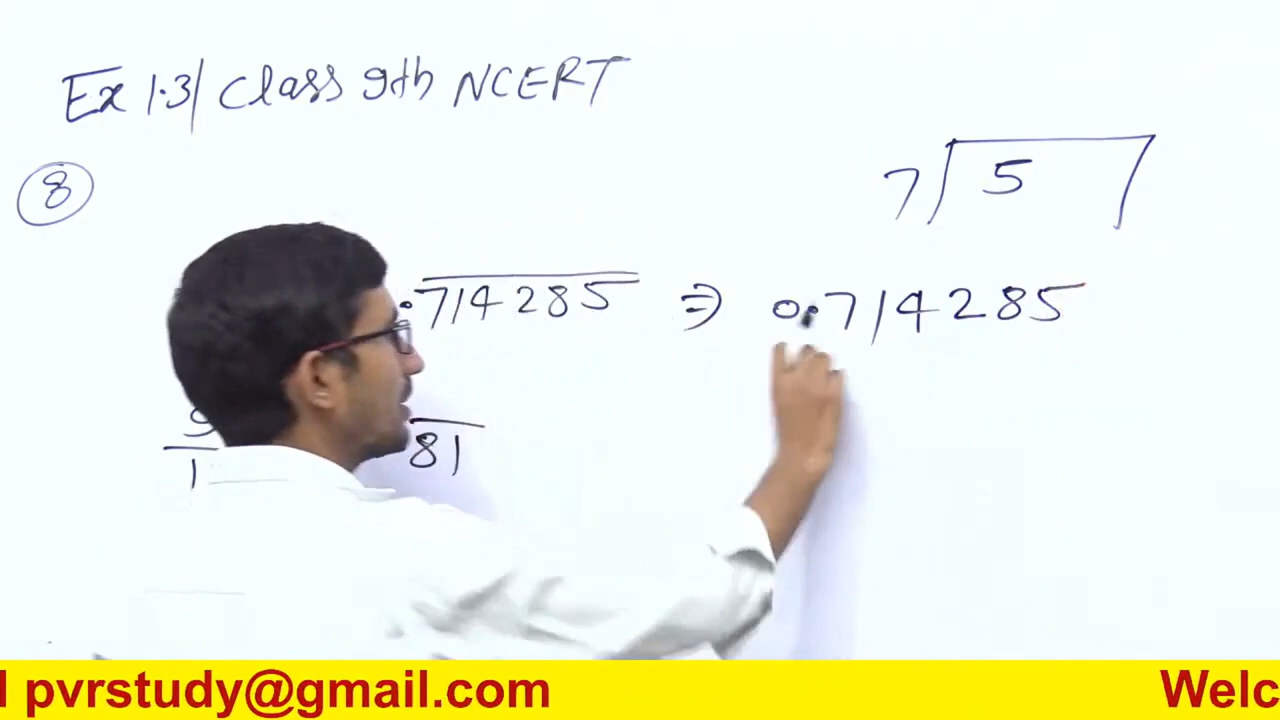 Ex 1.3| Class 9th NCERT
8
7 5
.714285 ⇒ 0.714285
81
pvrstudy@gmail.com Welc